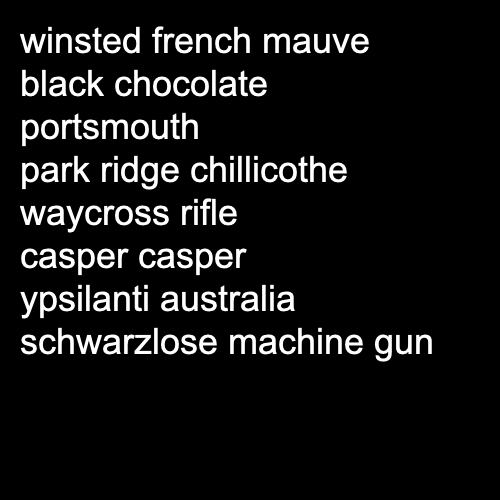 winsted french mauve
black chocolate
portsmouth
park ridge chillicothe
waycross rifle
casper casper
ypsilanti australia
schwarzlose machine gun